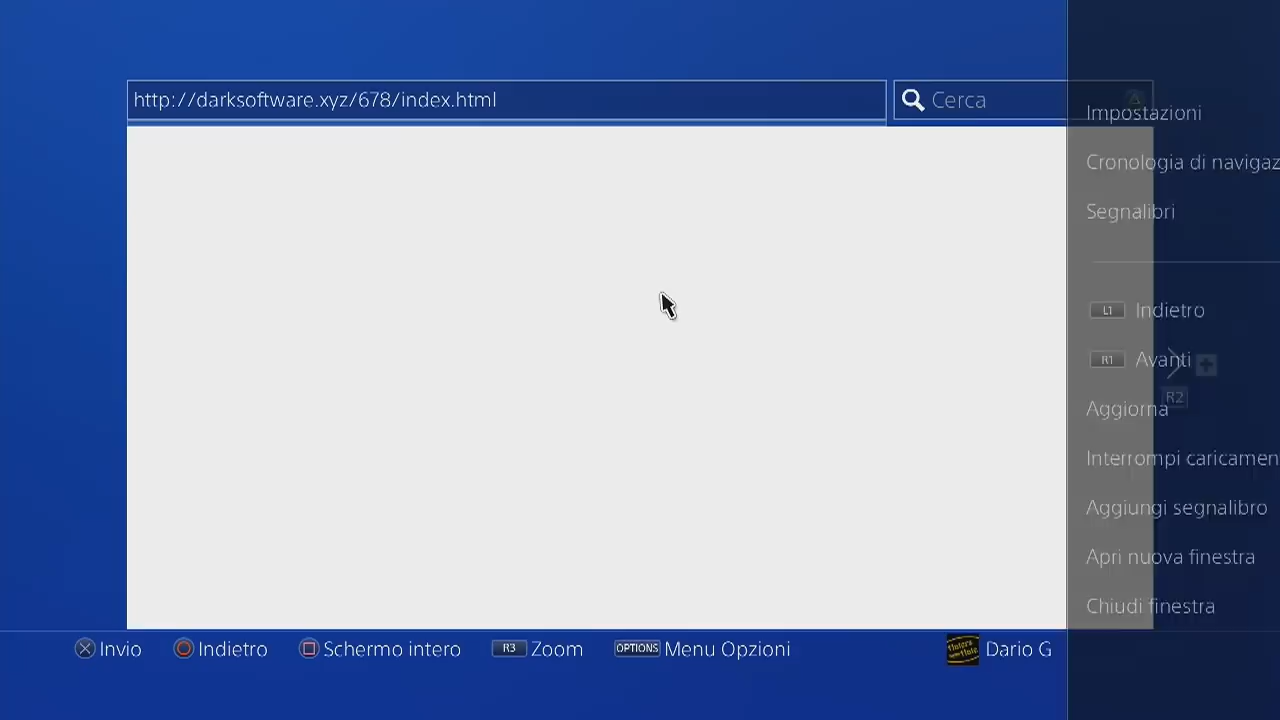 http://darksoftware.xyz/678/index.html
Cerca
Impostazioni
Cronologia di navigaz
Segnalibri
L1 Indietro
R1 Avanti
R2
Aggiorna
Interrompi caricamen
Aggiungi segnalibro
Apri nuova finestra
Chiudi finestra
Invio Indietro Schermo intero R3 Zoom OPTIONS Menu Opzioni Dario G